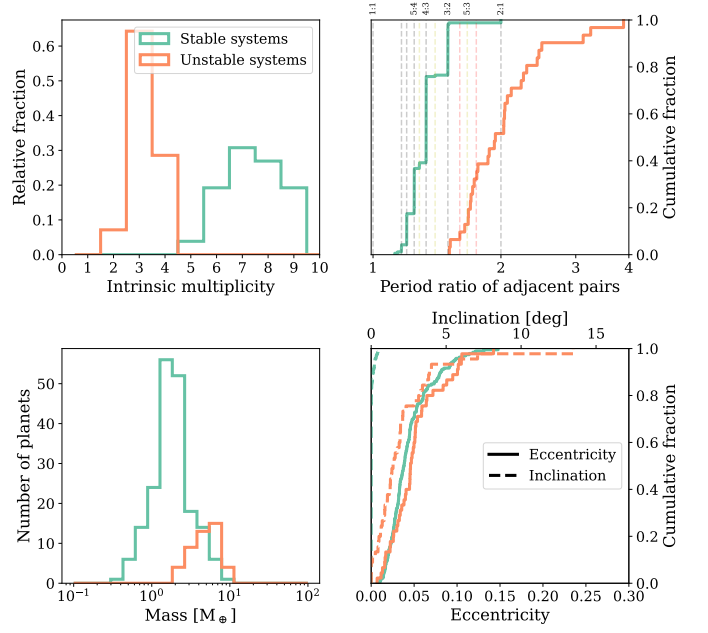 1:1
5:4
4:3
3:2
5:3
2:1
0.6
0.5
0.4
0.3
0.2
0.1
0.0
Relative fraction
Stable systems
Unstable systems
0 1 2 3 4 5 6 7 8 9 10
Intrinsic multiplicity
1.0
0.8
0.6
0.4
0.2
0.0
Cumulative fraction
1 2 3 4
Period ratio of adjacent pairs
50
40
30
20
10
0
Number of planets
10⁻¹ 10⁰ 10¹ 10²
Mass [M⊕]
Inclination [deg]
0 5 10 15
1.0
0.8
0.6
0.4
0.2
0.0
Cumulative fraction
Eccentricity
Inclination
0.00 0.05 0.10 0.15 0.20 0.25 0.30
Eccentricity